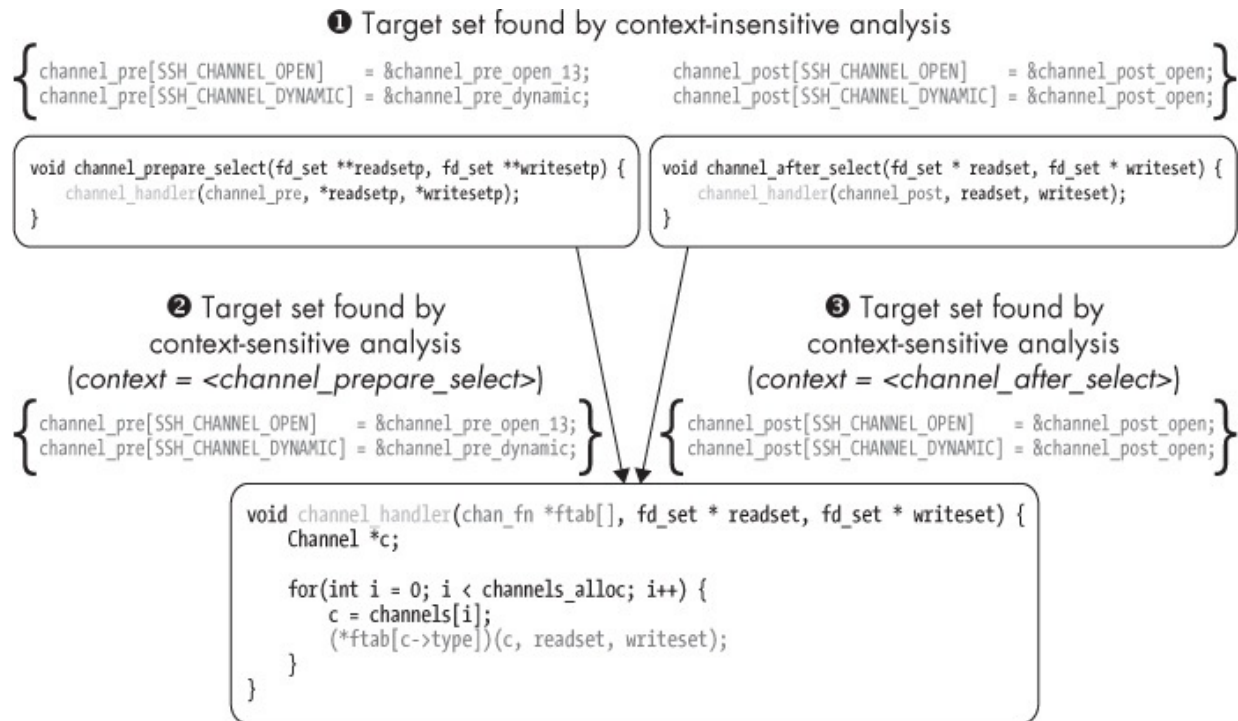 ❶ Target set found by context-insensitive analysis
{ channel_pre[SSH_CHANNEL_OPEN]    = &channel_pre_open_13;
channel_pre[SSH_CHANNEL_DYNAMIC] = &channel_pre_dynamic;
channel_post[SSH_CHANNEL_OPEN]    = &channel_post_open;
channel_post[SSH_CHANNEL_DYNAMIC] = &channel_post_open; }
void channel_prepare_select(fd_set **readsetp, fd_set **writesetp) {
    channel_handler(channel_pre, *readsetp, *writesetp);
}
void channel_after_select(fd_set * readset, fd_set * writeset) {
    channel_handler(channel_post, readset, writeset);
}
❷ Target set found by
context-sensitive analysis
(context = <channel_prepare_select>)
{ channel_pre[SSH_CHANNEL_OPEN]    = &channel_pre_open_13;
channel_pre[SSH_CHANNEL_DYNAMIC] = &channel_pre_dynamic; }
❸ Target set found by
context-sensitive analysis
(context = <channel_after_select>)
{ channel_post[SSH_CHANNEL_OPEN]    = &channel_post_open;
channel_post[SSH_CHANNEL_DYNAMIC] = &channel_post_open; }
void channel_handler(chan_fn *ftab[], fd_set * readset, fd_set * writeset) {
    Channel *c;
    for(int i = 0; i < channels_alloc; i++) {
        c = channels[i];
        (*ftab[c->type])(c, readset, writeset);
    }
}